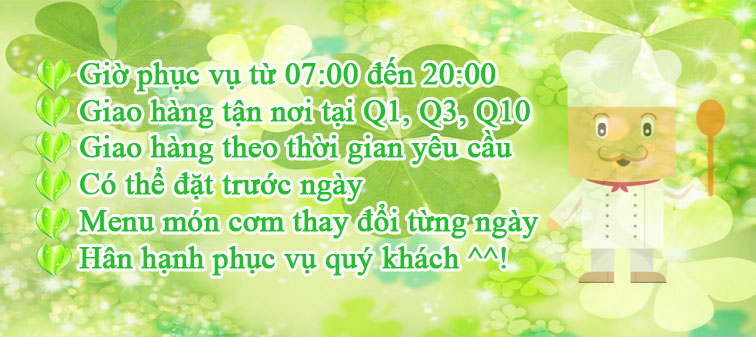 Giờ phục vụ từ 07:00 đến 20:00
Giao hàng tận nơi tại Q1, Q3, Q10
Giao hàng theo thời gian yêu cầu
Có thể đặt trước ngày
Menu món cơm thay đổi từng ngày
Hân hạnh phục vụ quý khách ^^!